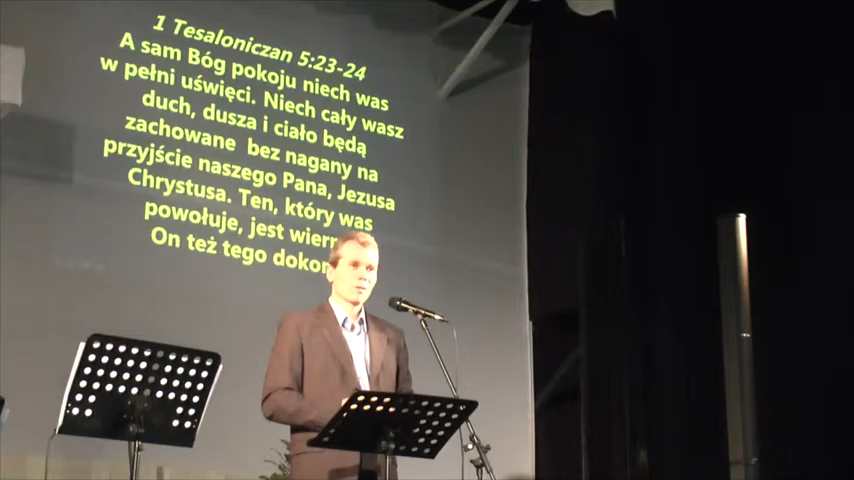 1 Tesaloniczan 5:23-24
A sam Bóg pokoju niech was
w pełni uświęci. Niech cały wasz
duch, dusza i ciało będą
zachowane bez nagany na
przyjście naszego Pana, Jezusa
Chrystusa. Ten, który was
powołuje, jest
On też tego